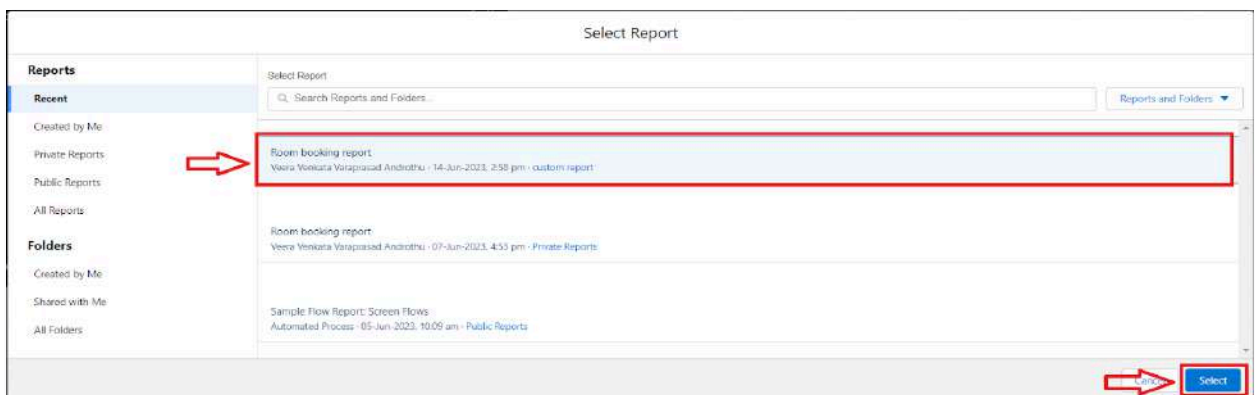 Select Report
Reports
Recent
Created by Me
Private Reports
Public Reports
All Reports
Folders
Created by Me
Shared with Me
All Folders
Select Report
Search Reports and Folders...
Reports and Folders
Room booking report
Veera Venkata Varaprasad Androthu · 14-Jun-2023, 2:58 pm · custom report
Room booking report
Veera Venkata Varaprasad Androthu · 07-Jun-2023, 4:53 pm · Private Reports
Sample Flow Report: Screen Flows
Automated Process · 05-Jun-2023, 10:09 am · Public Reports
Cancel
Select